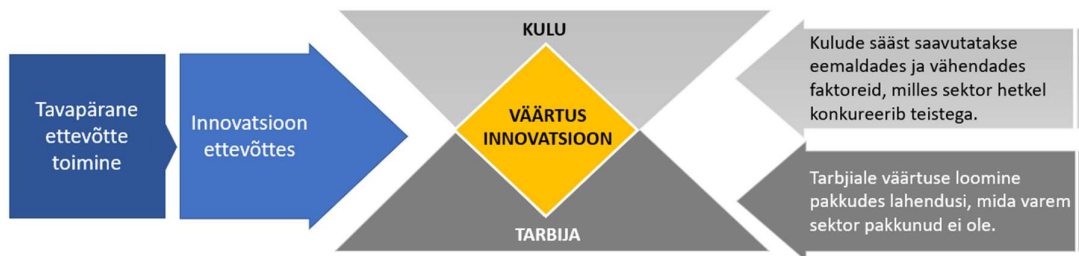 Tavapärane
ettevõtte
toimine
Innovatsioon
ettevõttes
KULU
VÄÄRTUS
INNOVATSIOON
TARBIJA
Kulude sääst saavutatakse
eemaldades ja vähendades
faktoreid, milles sektor hetkel
konkureerib teistega.
Tarbjiale väärtuse loomine
pakkudes lahendusi, mida varem
sektor pakkunud ei ole.